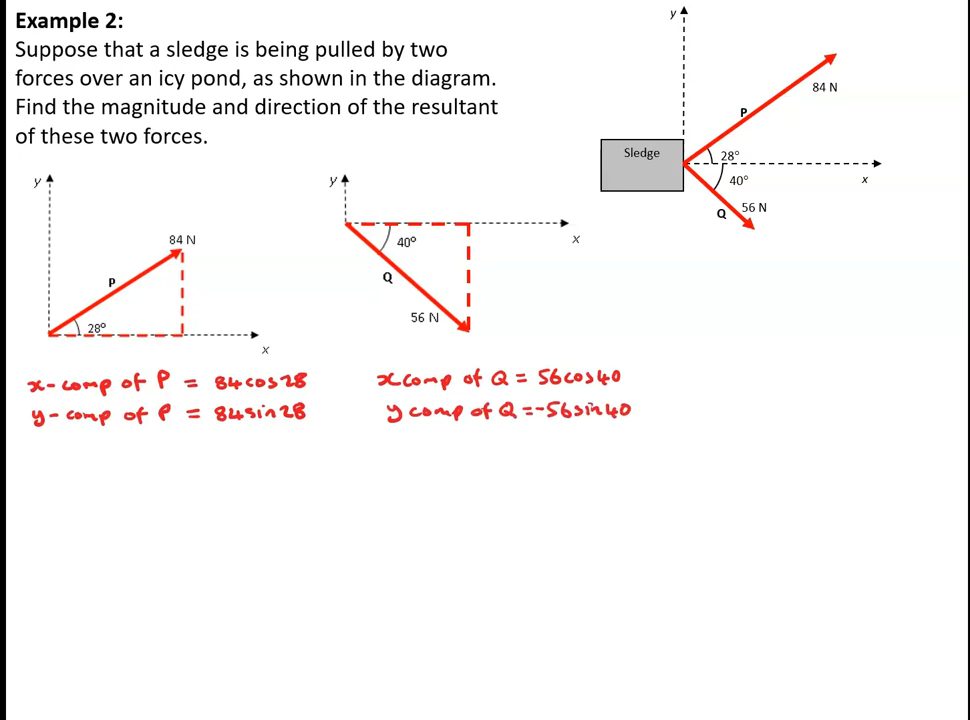 Example 2:
Suppose that a sledge is being pulled by two
forces over an icy pond, as shown in the diagram.
Find the magnitude and direction of the resultant
of these two forces.
y
84 N
P
Sledge
28°
40°
x
Q
56 N
y
84 N
P
28°
x
y
40°
x
Q
56 N
x-comp of P = 84cos28
y-comp of P = 84sin28
x comp of Q = 56cos40
y comp of Q = -56sin40